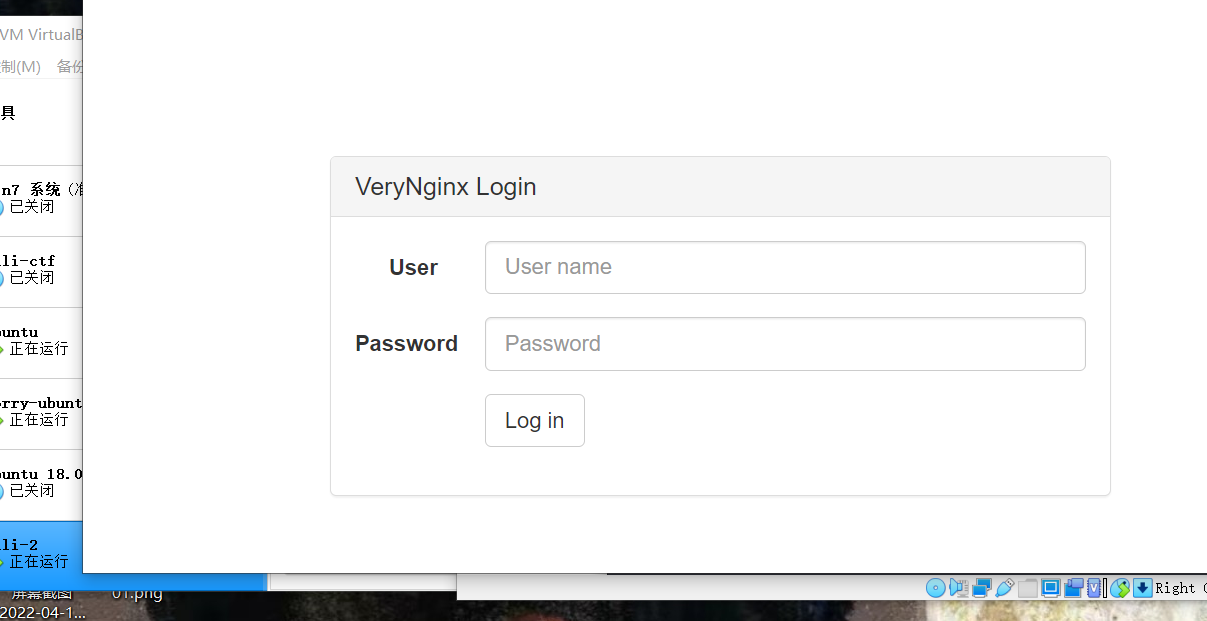 VM VirtualB
制(M) 备份
具
n7 系统 (准
已关闭
li-ctf
已关闭
untu
正在运行
rry-ubunt
正在运行
untu 18.0
已关闭
li-2
正在运行
VeryNginx Login
User
User name
Password
Password
Log in
屏幕截图
2022-04-1...
01.png
Right